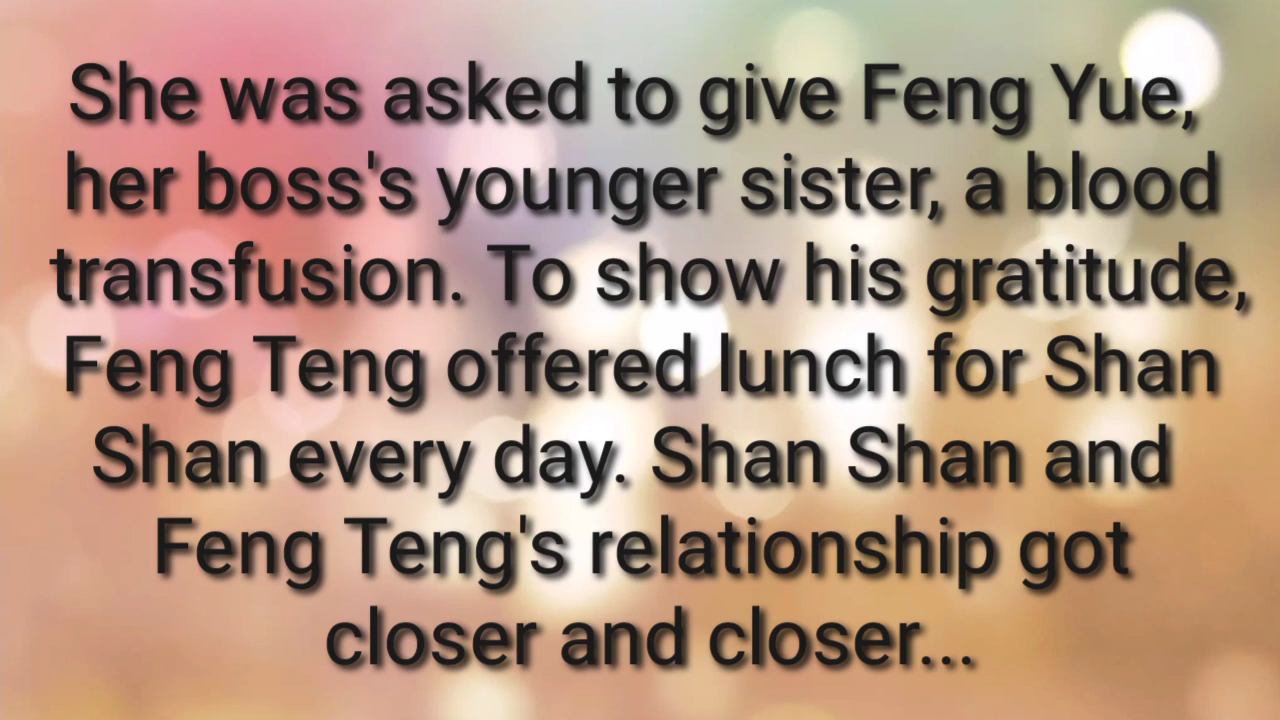 She was asked to give Feng Yue,
her boss's younger sister, a blood
transfusion. To show his gratitude,
Feng Teng offered lunch for Shan
Shan every day. Shan Shan and
Feng Teng's relationship got
closer and closer...